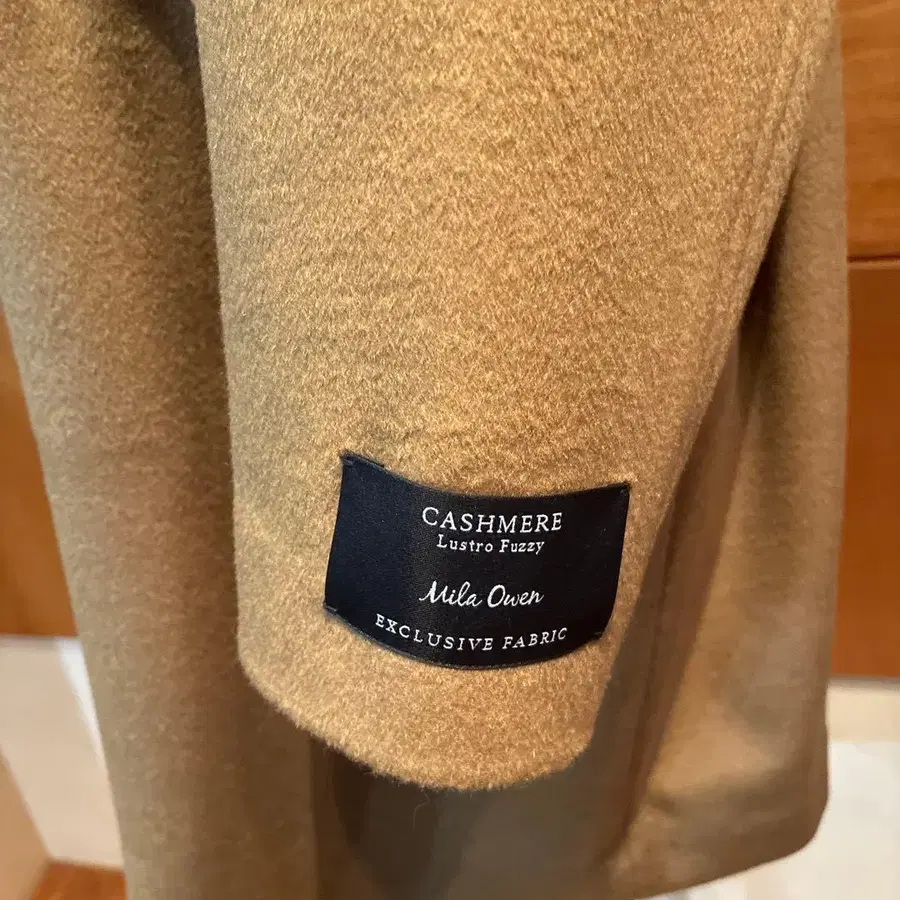 CASHMERE
Lustro Fuzzy
Mila Owen
EXCLUSIVE FABRIC